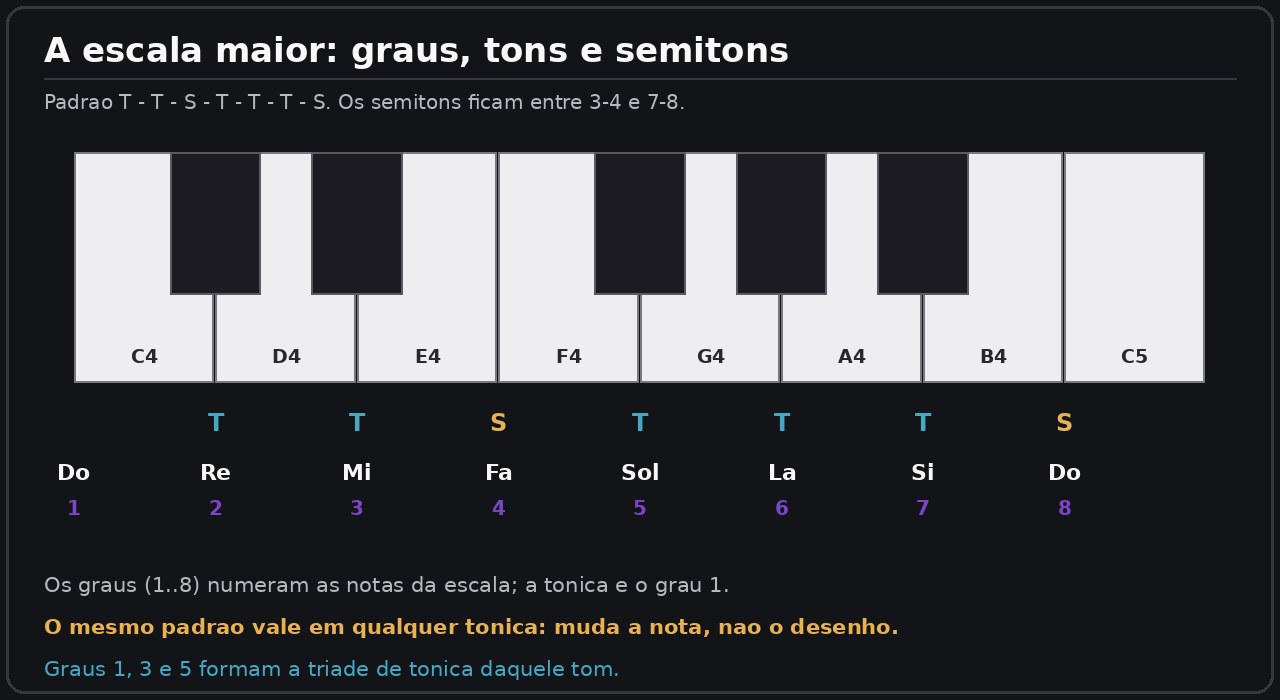 A escala maior: graus, tons e semitons
Padrao T - T - S - T - T - T - S. Os semitons ficam entre 3-4 e 7-8.
C4 D4 E4 F4 G4 A4 B4 C5
T T S T T T S
Do Re Mi Fa Sol La Si Do
1 2 3 4 5 6 7 8
Os graus (1..8) numeram as notas da escala; a tonica e o grau 1.
O mesmo padrao vale em qualquer tonica: muda a nota, nao o desenho.
Graus 1, 3 e 5 formam a triade de tonica daquele tom.